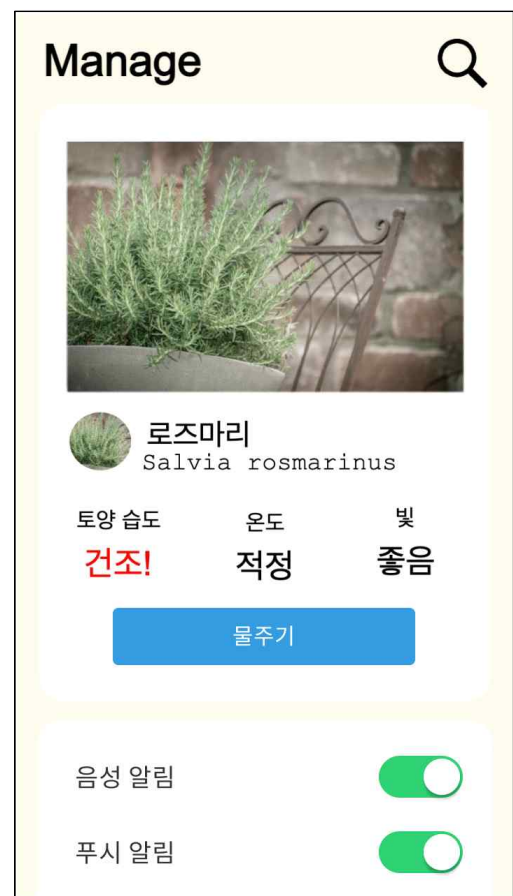 Manage
로즈마리
Salvia rosmarinus
토양 습도 온도 빛
건조! 적정 좋음
물주기
음성 알림
푸시 알림